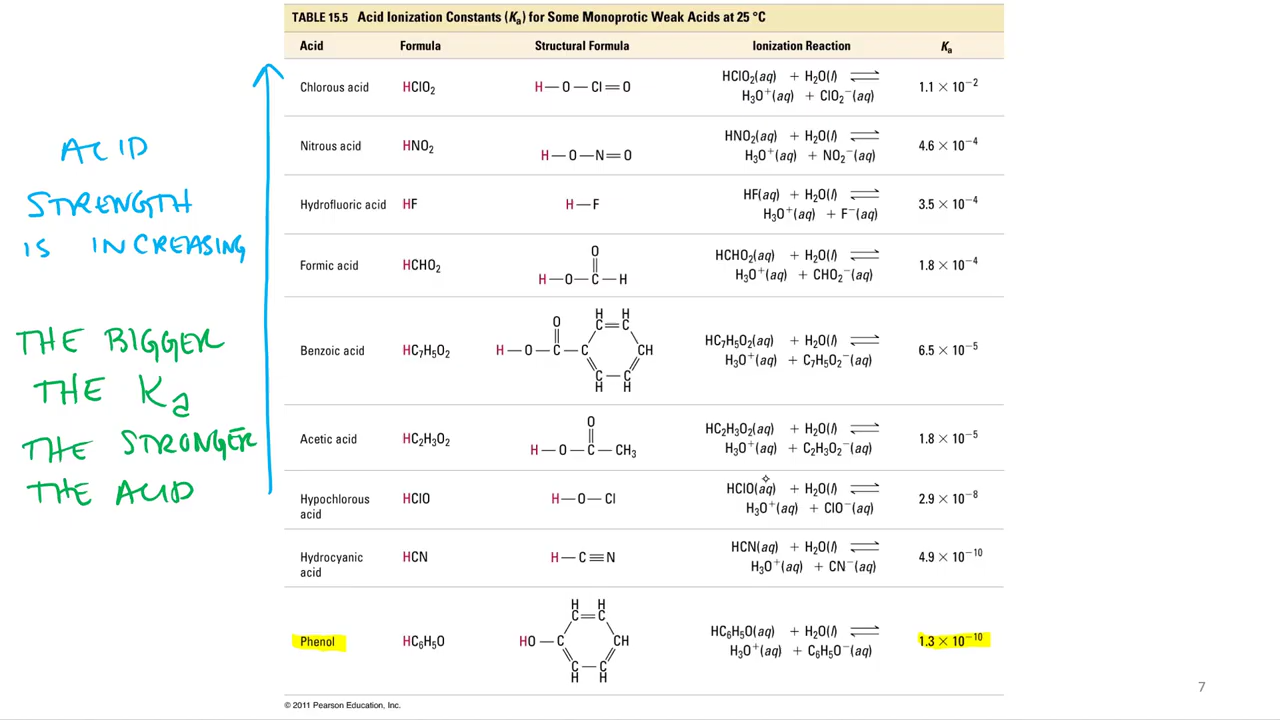 TABLE 15.5 Acid Ionization Constants (Ka) for Some Monoprotic Weak Acids at 25 °C
Acid Formula Structural Formula Ionization Reaction Ka
Chlorous acid HClO₂ H—O—Cl=O HClO₂(aq) + H₂O(l) ⇌ 1.1 × 10⁻²
H₃O⁺(aq) + ClO₂⁻(aq)
Nitrous acid HNO₂ H—O—N=O HNO₂(aq) + H₂O(l) ⇌ 4.6 × 10⁻⁴
H₃O⁺(aq) + NO₂⁻(aq)
Hydrofluoric acid HF H—F HF(aq) + H₂O(l) ⇌ 3.5 × 10⁻⁴
H₃O⁺(aq) + F⁻(aq)
O
Formic acid HCHO₂ H—O—C—H HCHO₂(aq) + H₂O(l) ⇌ 1.8 × 10⁻⁴
H₃O⁺(aq) + CHO₂⁻(aq)
H H
O C=C
Benzoic acid HC₇H₅O₂ H—O—C—C CH HC₇H₅O₂(aq) + H₂O(l) ⇌ 6.5 × 10⁻⁵
H₃O⁺(aq) + C₇H₅O₂⁻(aq)
C—C
H H
O
Acetic acid HC₂H₃O₂ H—O—C—CH₃ HC₂H₃O₂(aq) + H₂O(l) ⇌ 1.8 × 10⁻⁵
H₃O⁺(aq) + C₂H₃O₂⁻(aq)
Hypochlorous HClO H—O—Cl HClO(aq) + H₂O(l) ⇌ 2.9 × 10⁻⁸
acid H₃O⁺(aq) + ClO⁻(aq)
Hydrocyanic HCN H—C≡N HCN(aq) + H₂O(l) ⇌ 4.9 × 10⁻¹⁰
acid H₃O⁺(aq) + CN⁻(aq)
H H
C=C
Phenol HC₆H₅O HO—C CH HC₆H₅O(aq) + H₂O(l) ⇌ 1.3 × 10⁻¹⁰
H₃O⁺(aq) + C₆H₅O⁻(aq)
C—C
H H
© 2011 Pearson Education, Inc.
ACID
STRENGTH
IS INCREASING
THE BIGGER
THE Ka
THE STRONGER
THE ACID
7